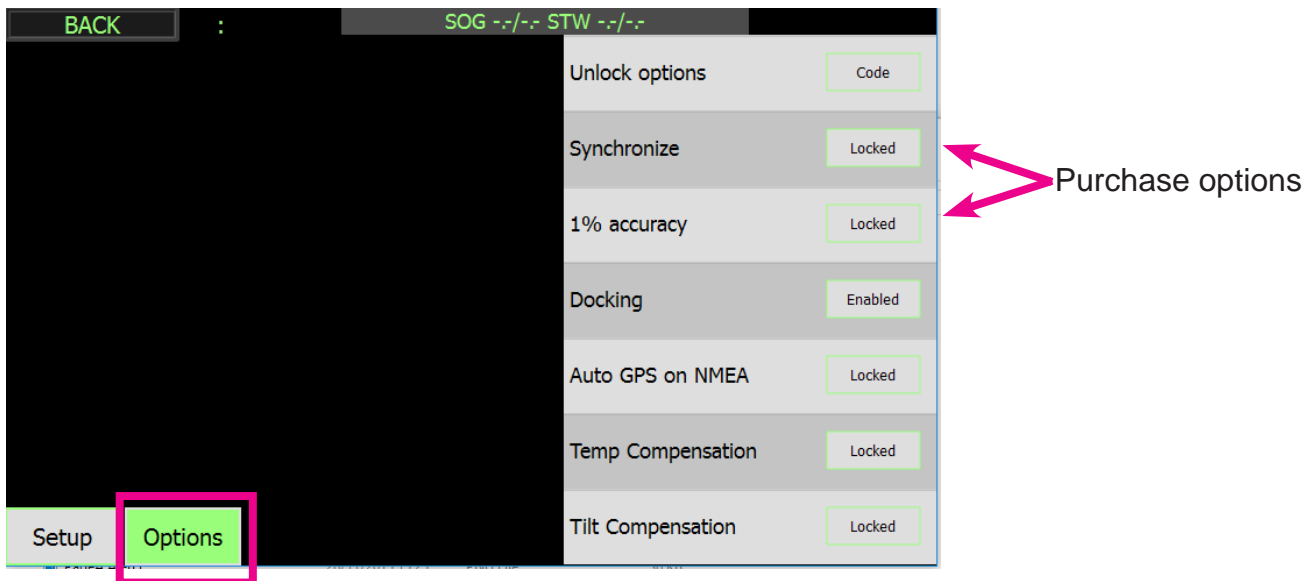 BACK : SOG -.-/-.- STW -.-/-.-
Unlock options Code
Synchronize Locked
Purchase options
1% accuracy Locked
Docking Enabled
Auto GPS on NMEA Locked
Temp Compensation Locked
Tilt Compensation Locked
Setup Options